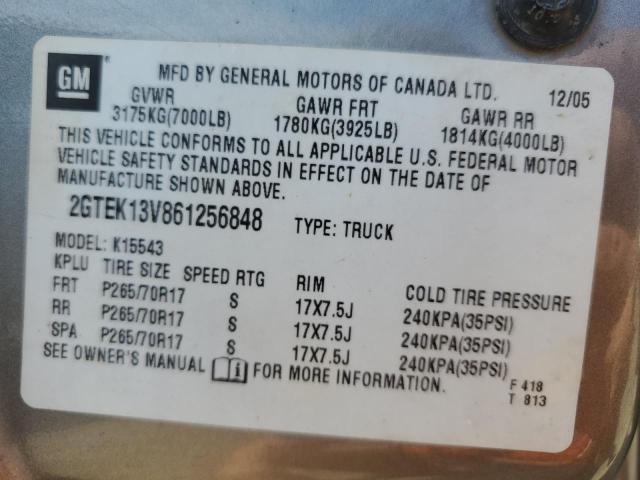 GM
MFD BY GENERAL MOTORS OF CANADA LTD. 12/05
GVWR GAWR FRT GAWR RR
3175KG(7000LB) 1780KG(3925LB) 1814KG(4000LB)
THIS VEHICLE CONFORMS TO ALL APPLICABLE U.S. FEDERAL MOTOR
VEHICLE SAFETY STANDARDS IN EFFECT ON THE DATE OF
MANUFACTURE SHOWN ABOVE.
2GTEK13V861256848 TYPE: TRUCK
MODEL: K15543
KPLU TIRE SIZE SPEED RTG RIM COLD TIRE PRESSURE
FRT P265/70R17 S 17X7.5J 240KPA(35PSI)
RR P265/70R17 S 17X7.5J 240KPA(35PSI)
SPA P265/70R17 S 17X7.5J 240KPA(35PSI)
SEE OWNER'S MANUAL FOR MORE INFORMATION.
F 418
T 813